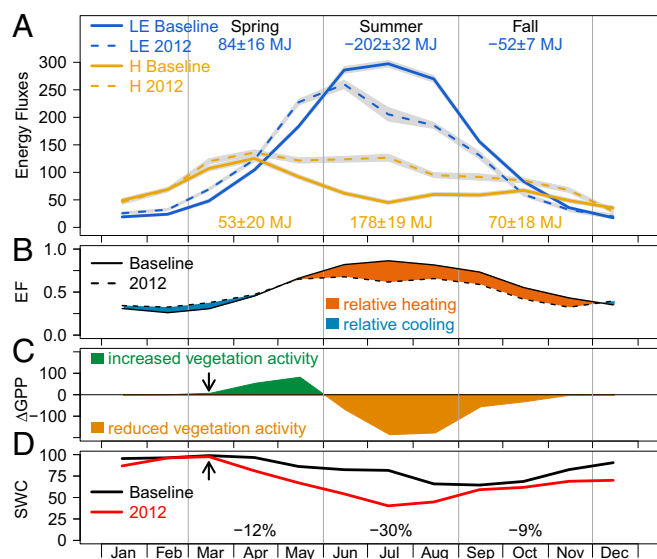 A
Energy Fluxes
LE Baseline
LE 2012
H Baseline
H 2012
Spring Summer Fall
84±16 MJ −202±32 MJ −52±7 MJ
300
250
200
150
100
50
0
53±20 MJ 178±19 MJ 70±18 MJ
B
EF
1.0
0.5
0.0
Baseline
2012
relative heating
relative cooling
C
ΔGPP
0
−100
increased vegetation activity
reduced vegetation activity
D
SWC
100
75
50
25
0
Baseline
2012
−12% −30% −9%
Jan Feb Mar Apr May Jun Jul Aug Sep Oct Nov Dec